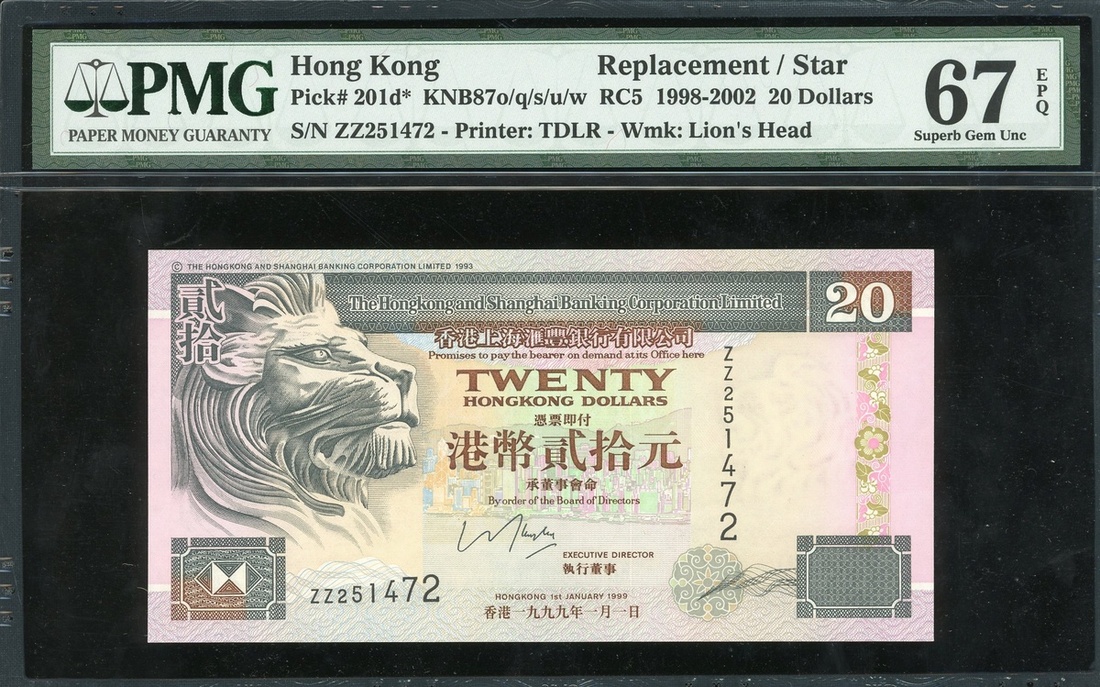 PMG
PAPER MONEY GUARANTY
Hong Kong Replacement / Star
Pick# 201d* KNB87o/q/s/u/w RC5 1998-2002 20 Dollars
S/N ZZ251472 - Printer: TDLR - Wmk: Lion's Head
67 EPQ
Superb Gem Unc
© THE HONGKONG AND SHANGHAI BANKING CORPORATION LIMITED 1993
貳拾
The Hongkong and Shanghai Banking Corporation Limited
20
香港上海滙豐銀行有限公司
Promises to pay the bearer on demand at its Office here
TWENTY
HONGKONG DOLLARS
憑票即付
港幣貳拾元
承董事會命
By order of the Board of Directors
ZZ251472
EXECUTIVE DIRECTOR
執行董事
ZZ251472
HONGKONG 1st JANUARY 1999
香港一九九九年一月一日